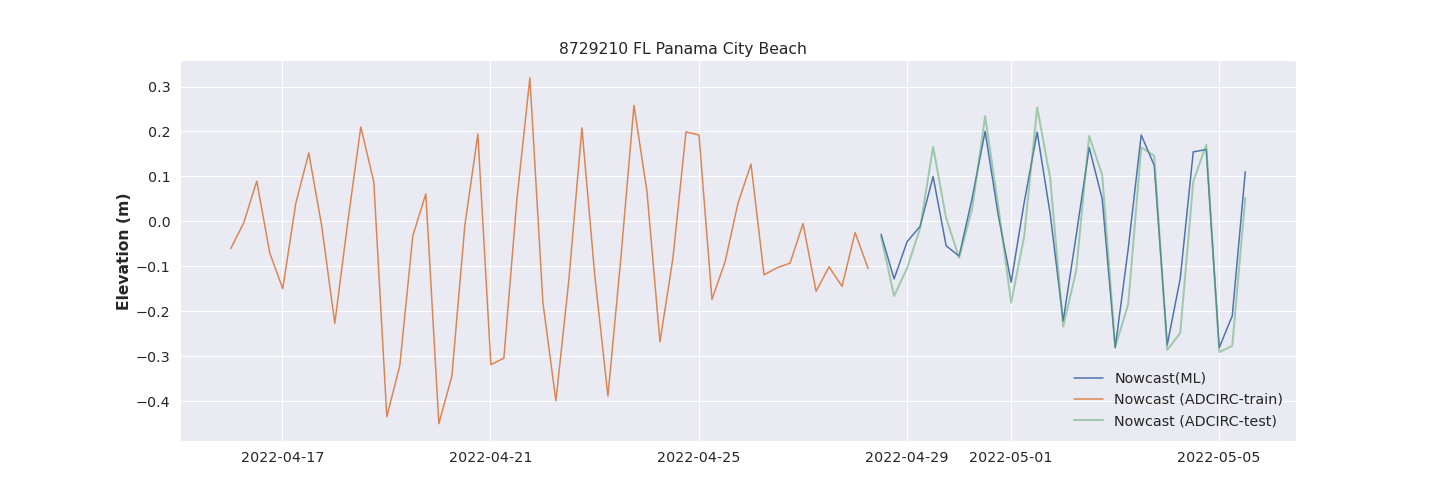 8729210 FL Panama City Beach
Elevation (m)
0.3
0.2
0.1
0.0
−0.1
−0.2
−0.3
−0.4
Nowcast(ML)
Nowcast (ADCIRC-train)
Nowcast (ADCIRC-test)
2022-04-17 2022-04-21 2022-04-25 2022-04-29 2022-05-01 2022-05-05